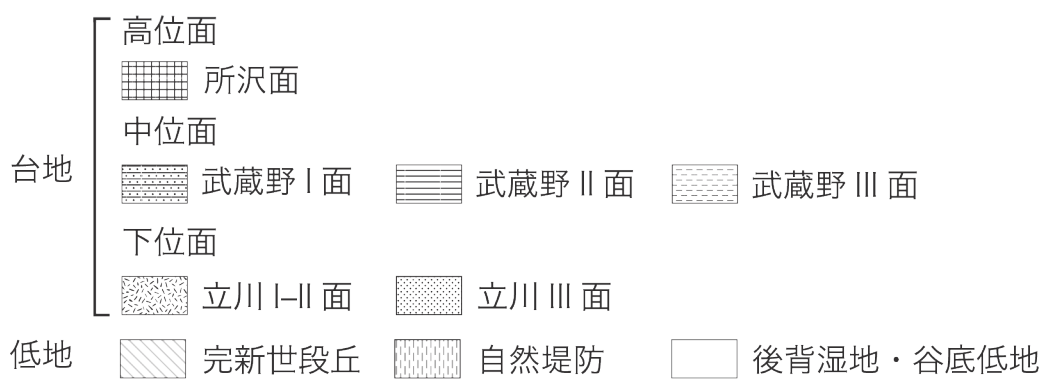 高位面
所沢面
中位面
台地
武蔵野 I 面 武蔵野 II 面 武蔵野 III 面
下位面
立川 I–II 面 立川 III 面
低地 完新世段丘 自然堤防 後背湿地・谷底低地